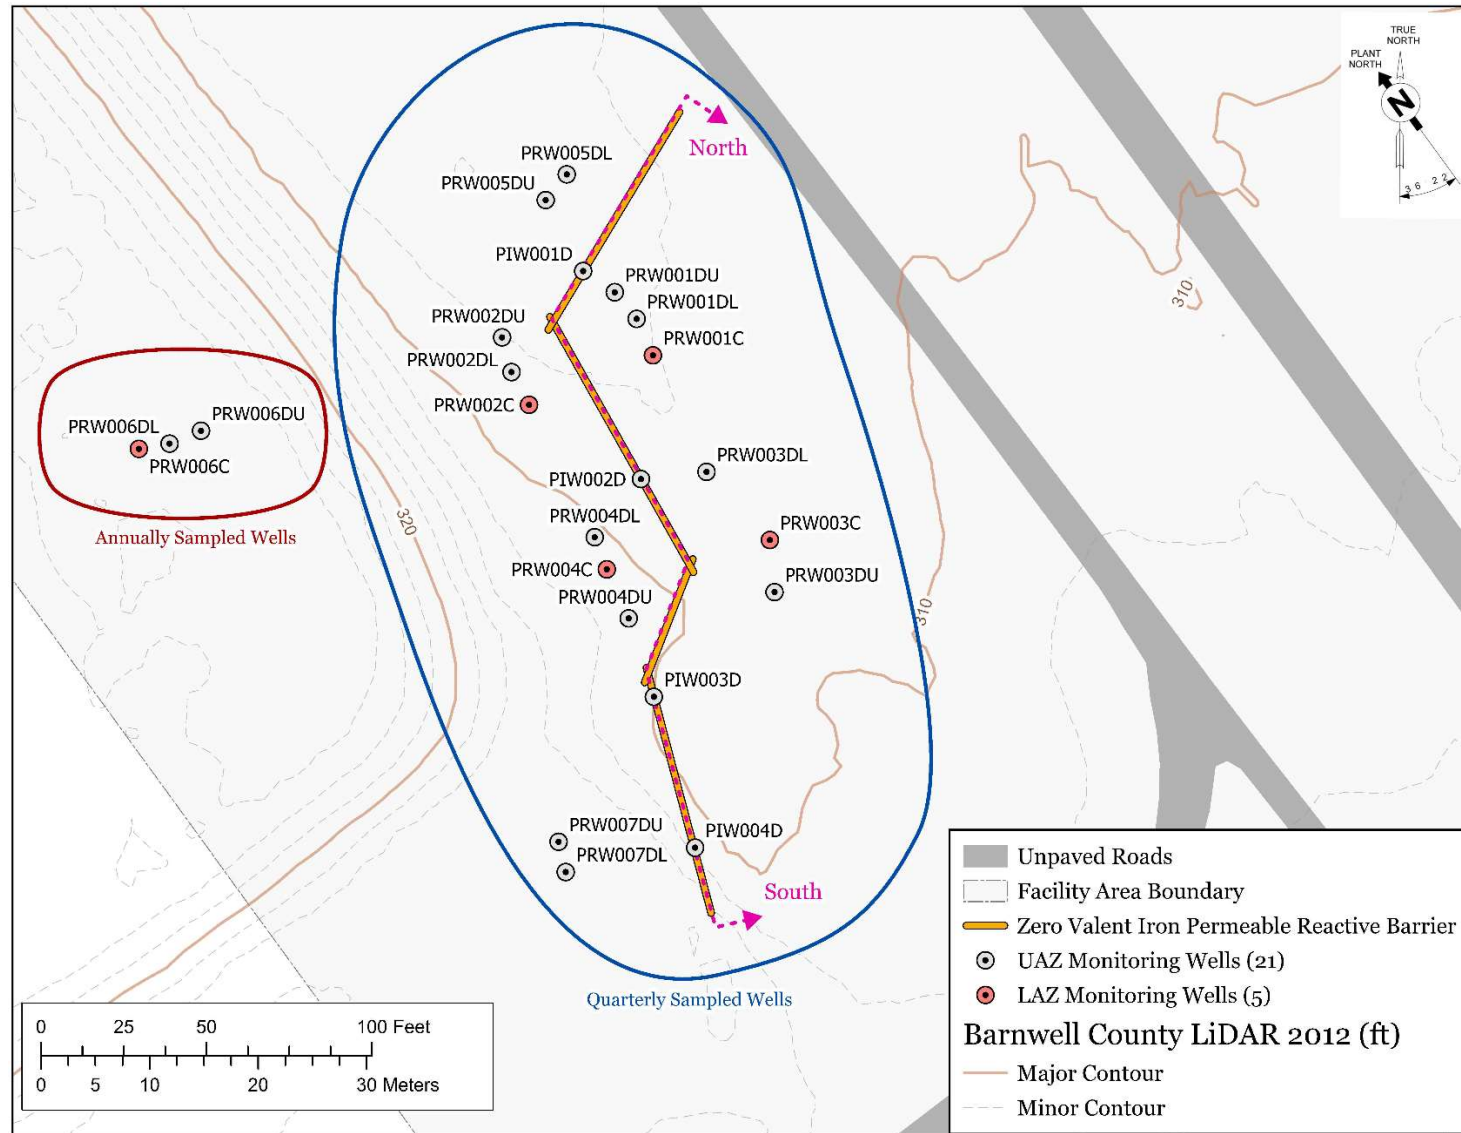 TRUE
NORTH
PLANT
NORTH
N
36 22
North
PRW005DL
PRW005DU
PIW001D
PRW001DU
PRW001DL
PRW001C
PRW002DU
PRW002DL
PRW002C
310
PRW006DU
PRW006DL
PRW006C
Annually Sampled Wells
320
PRW003DL
PIW002D
PRW004DL
PRW003C
PRW004C
PRW003DU
PRW004DU
310
PIW003D
PRW007DU
PRW007DL
PIW004D
South
Quarterly Sampled Wells
0 25 50 100 Feet
0 5 10 20 30 Meters
Unpaved Roads
Facility Area Boundary
Zero Valent Iron Permeable Reactive Barrier
UAZ Monitoring Wells (21)
LAZ Monitoring Wells (5)
Barnwell County LiDAR 2012 (ft)
Major Contour
Minor Contour